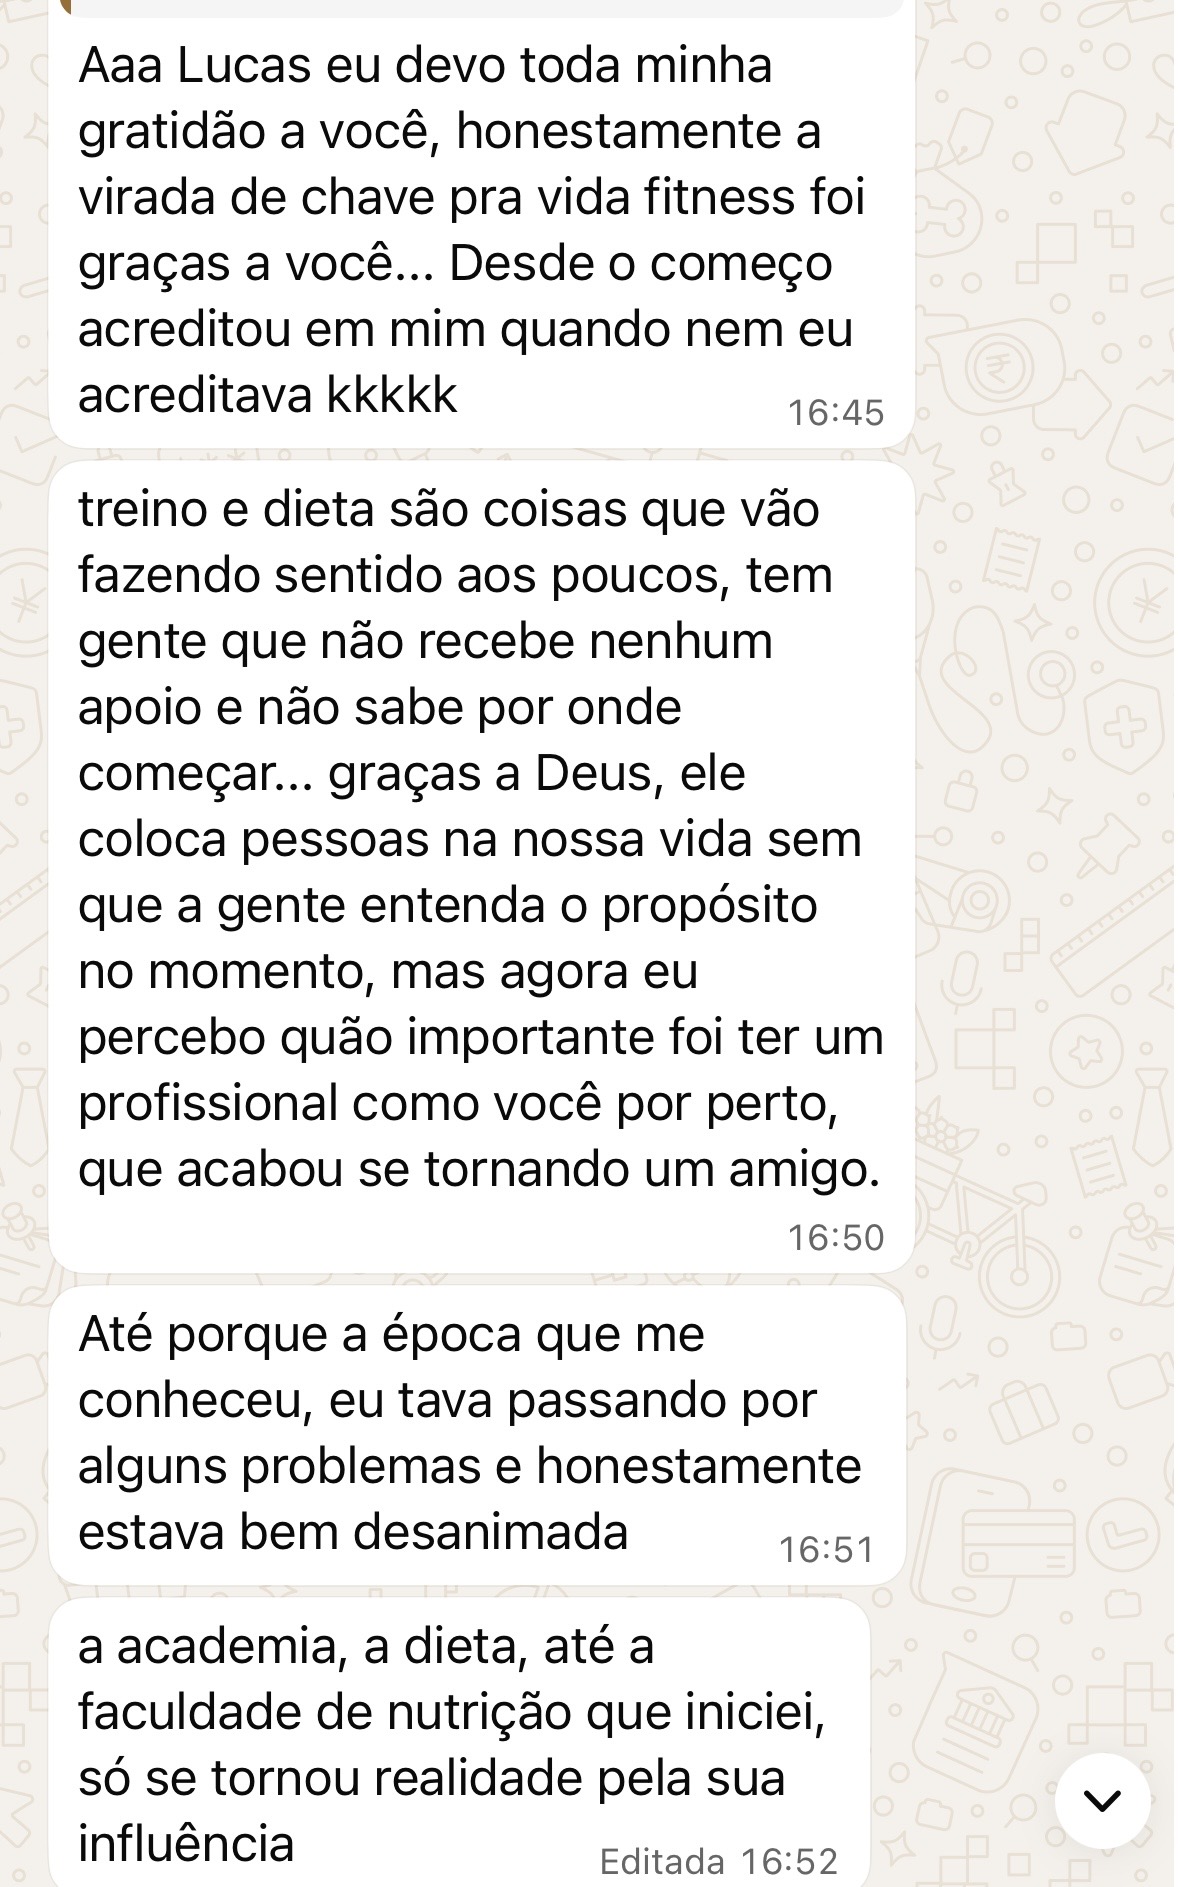 Aaa Lucas eu devo toda minha
gratidão a você, honestamente a
virada de chave pra vida fitness foi
graças a você... Desde o começo
acreditou em mim quando nem eu
acreditava kkkkk
16:45
treino e dieta são coisas que vão
fazendo sentido aos poucos, tem
gente que não recebe nenhum
apoio e não sabe por onde
começar... graças a Deus, ele
coloca pessoas na nossa vida sem
que a gente entenda o propósito
no momento, mas agora eu
percebo quão importante foi ter um
profissional como você por perto,
que acabou se tornando um amigo.
16:50
Até porque a época que me
conheceu, eu tava passando por
alguns problemas e honestamente
estava bem desanimada
16:51
a academia, a dieta, até a
faculdade de nutrição que iniciei,
só se tornou realidade pela sua
influência
Editada 16:52